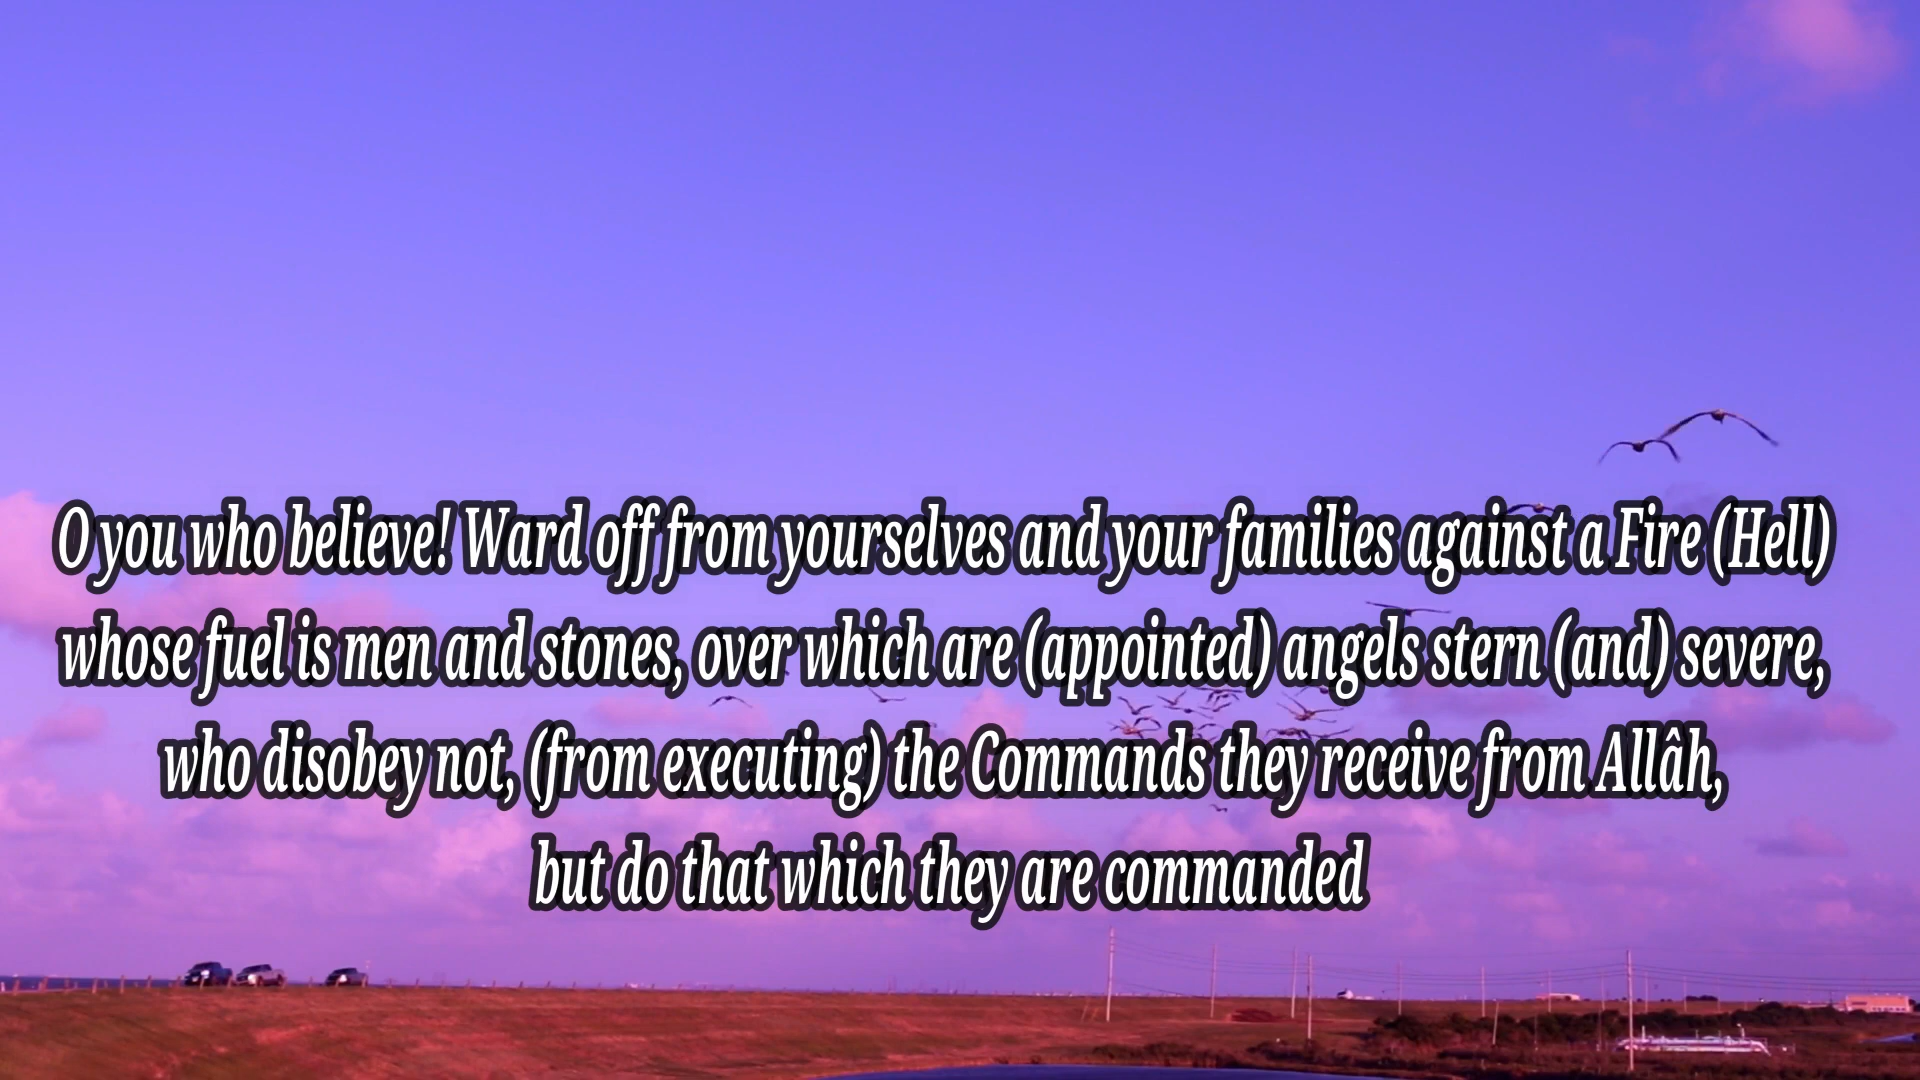 O you who believe! Ward off from yourselves and your families against a Fire (Hell)
whose fuel is men and stones, over which are (appointed) angels stern (and) severe,
who disobey not, (from executing) the Commands they receive from Allâh,
but do that which they are commanded